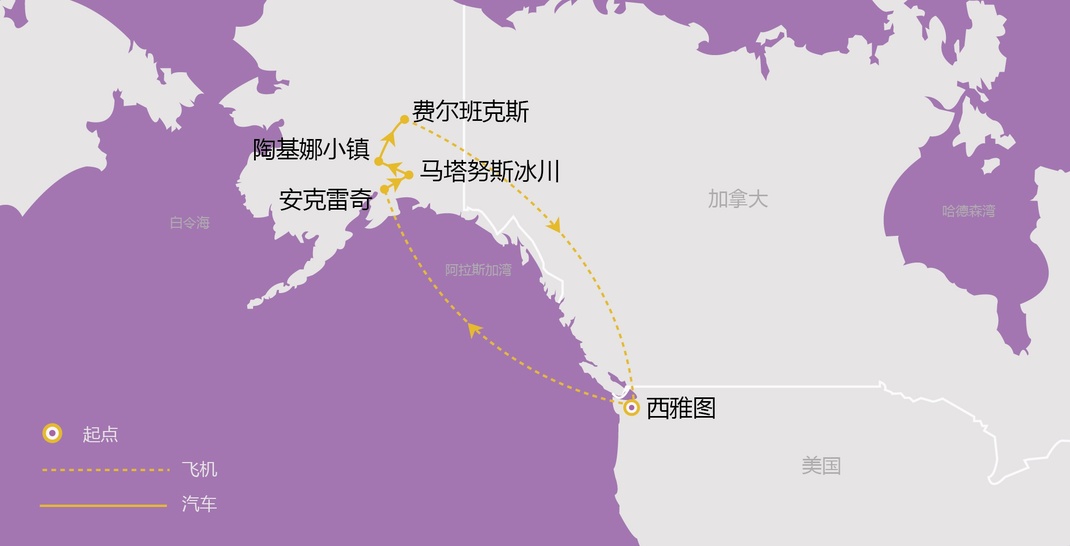 费尔班克斯
陶基娜小镇
马塔努斯冰川
安克雷奇
加拿大
白令海
哈德森湾
阿拉斯加湾
西雅图
起点
美国
飞机
汽车